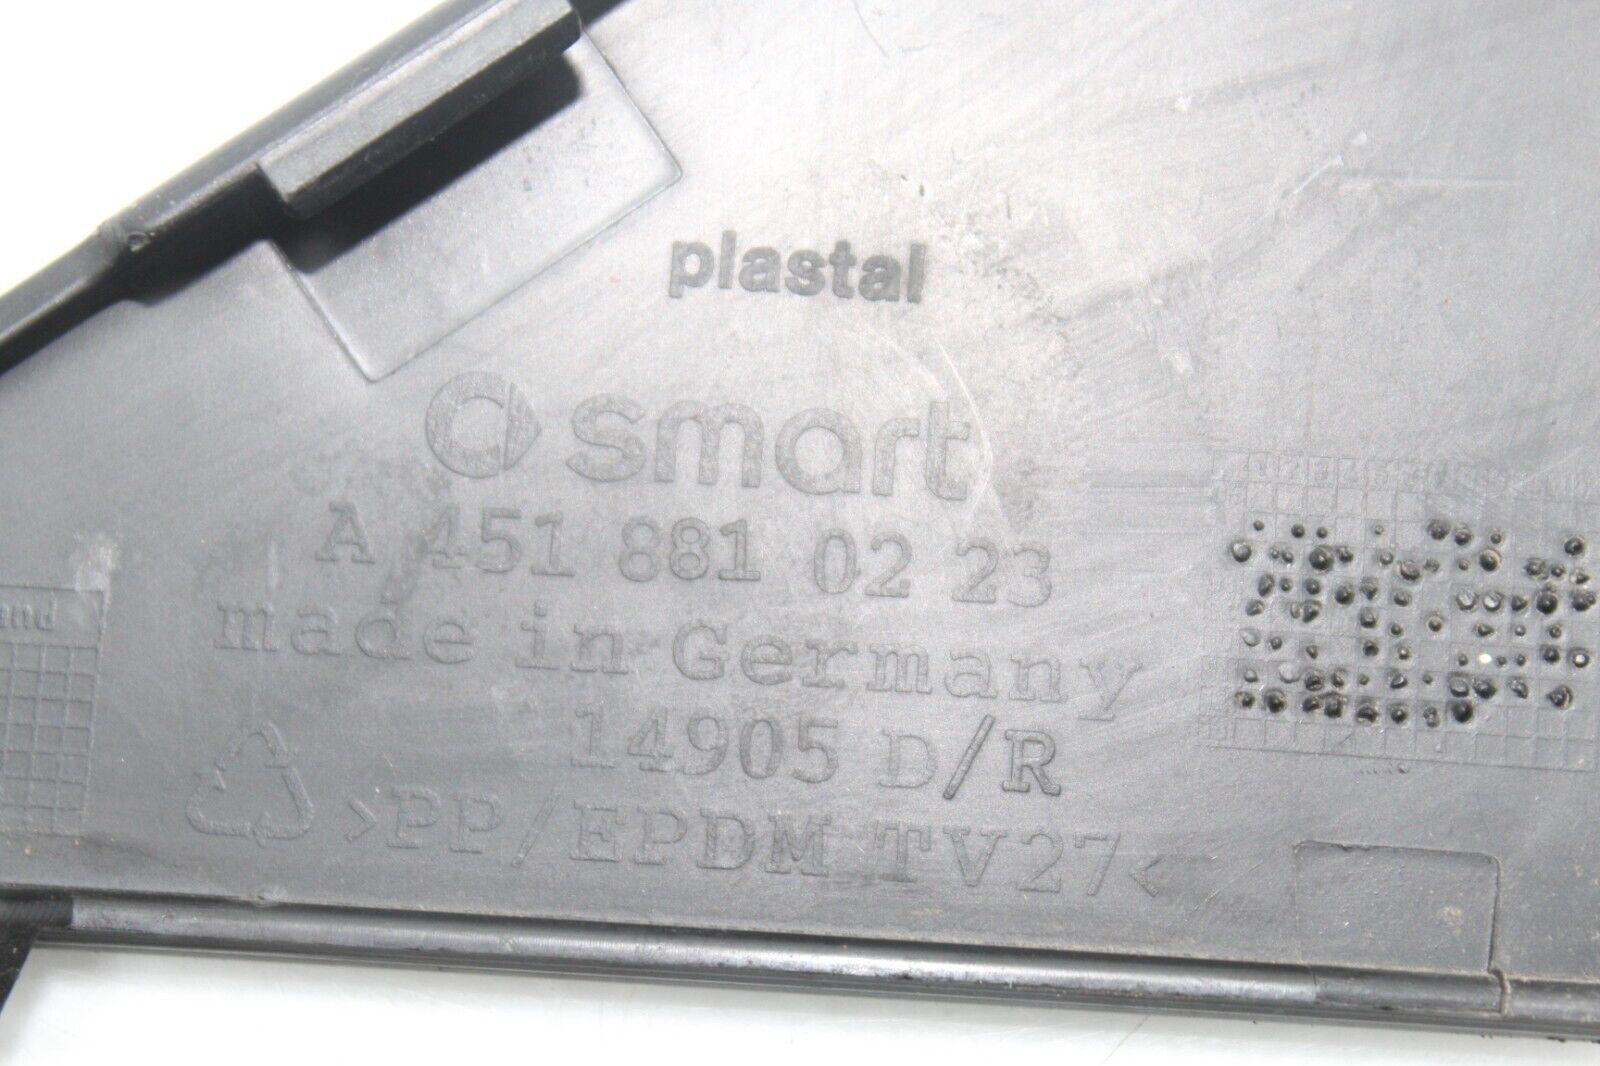 plastal
smart
A 451 881 02 23
made in Germany
14905 D/R
>PP/EPDM TV27<